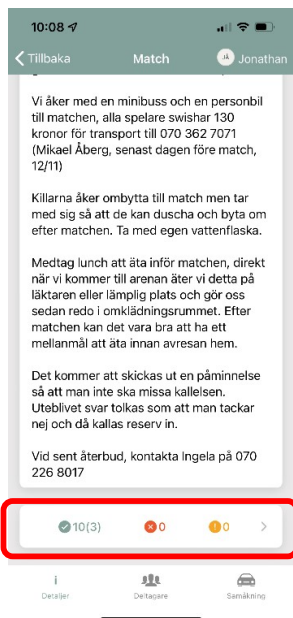 10:08
Tillbaka Match JÅ Jonathan
Vi åker med en minibuss och en personbil
till matchen, alla spelare swishar 130
kronor för transport till 070 362 7071
(Mikael Åberg, senast dagen före match,
12/11)
Killarna åker ombytta till match men tar
med sig så att de kan duscha och byta om
efter matchen. Ta med egen vattenflaska.
Medtag lunch att äta inför matchen, direkt
när vi kommer till arenan äter vi detta på
läktaren eller lämplig plats och gör oss
sedan redo i omklädningsrummet. Efter
matchen kan det vara bra att ha ett
mellanmål att äta innan avresan hem.
Det kommer att skickas ut en påminnelse
så att man inte ska missa kallelsen.
Uteblivet svar tolkas som att man tackar
nej och då kallas reserv in.
Vid sent återbud, kontakta Ingela på 070
226 8017
10(3) 0 0
Detaljer Deltagare Samåkning